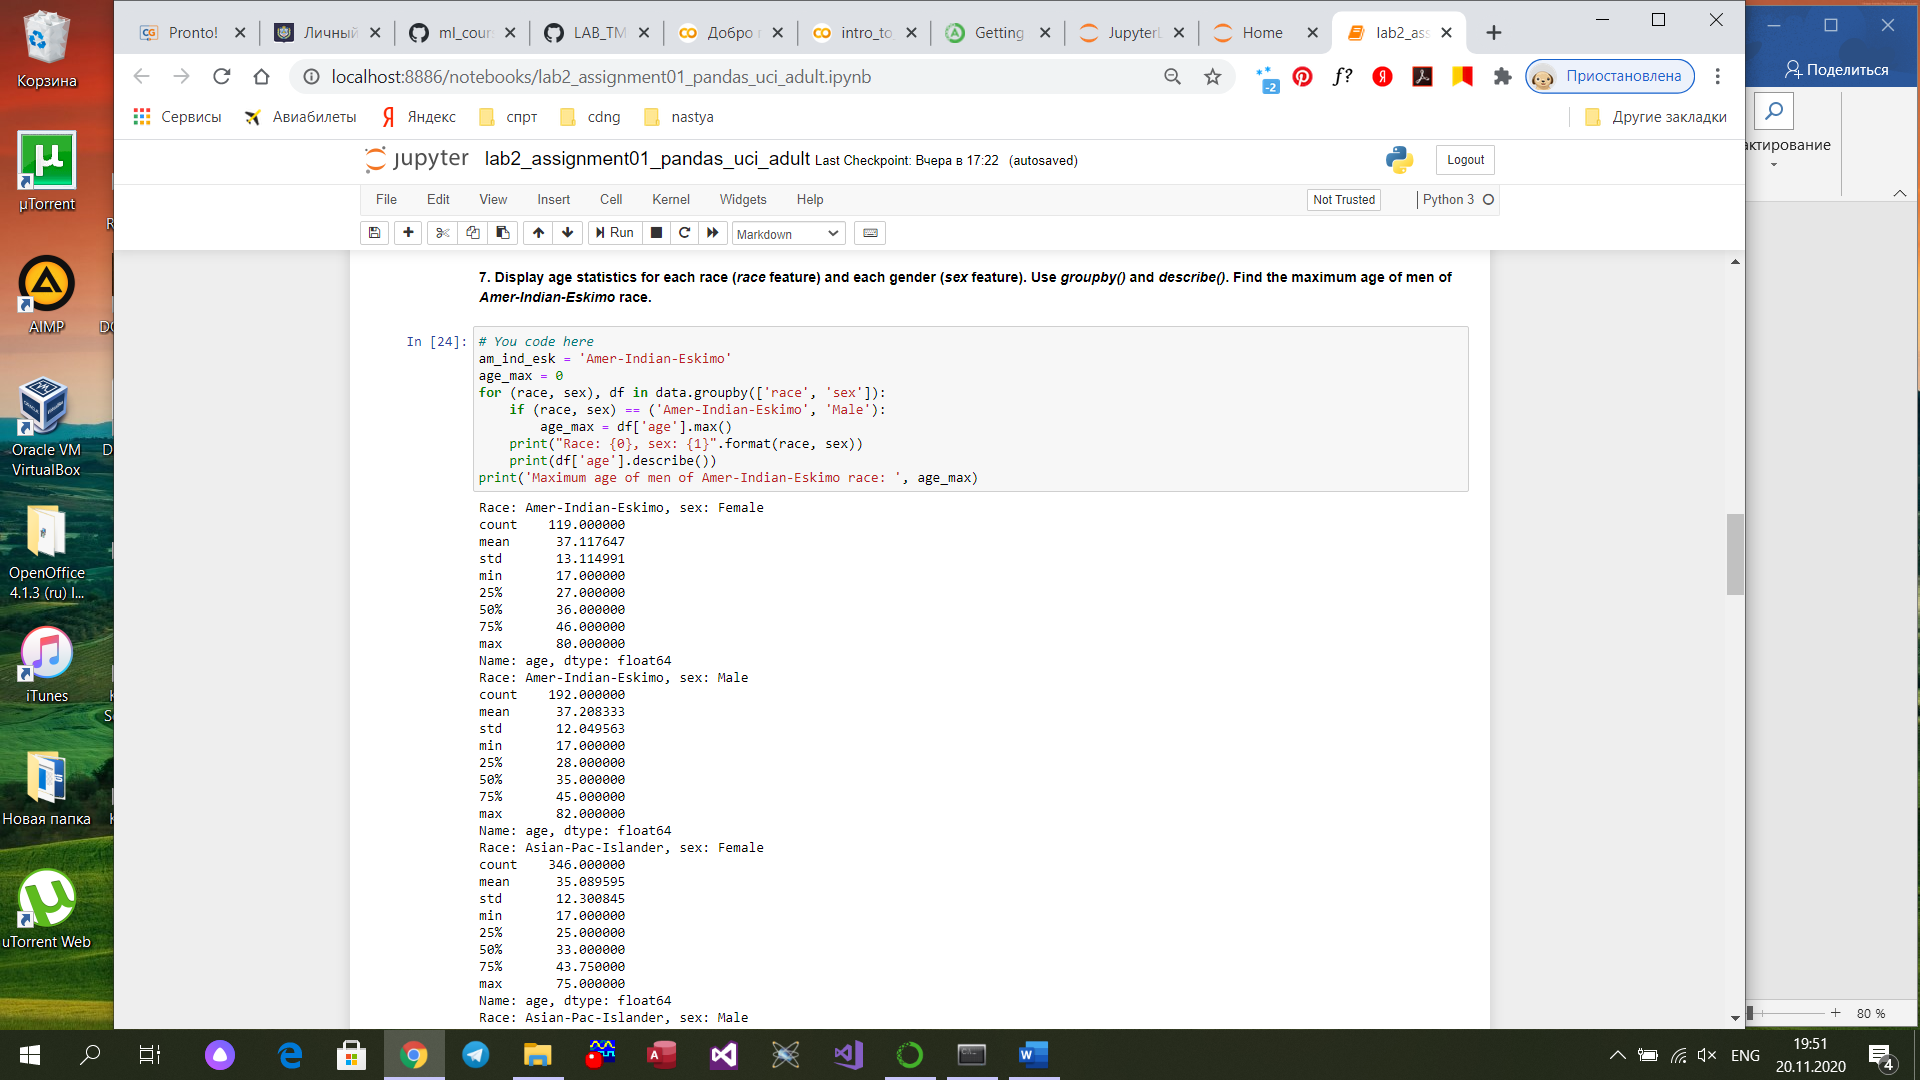 Pronto!
Личный
ml_cour
LAB_TM
Добро
intro_to
Getting
JupyterL
Home
lab2_ass
localhost:8886/notebooks/lab2_assignment01_pandas_uci_adult.ipynb
-2
f?
Приостановлена
Поделиться
Сервисы
Авиабилеты
Яндекс
спрт
cdng
nastya
Другие закладки
актирование
jupyter
lab2_assignment01_pandas_uci_adult Last Checkpoint: Вчера в 17:22 (autosaved)
Logout
File Edit View Insert Cell Kernel Widgets Help
Not Trusted
Python 3
Run
Markdown
7. Display age statistics for each race (race feature) and each gender (sex feature). Use groupby() and describe(). Find the maximum age of men of
Amer-Indian-Eskimo race.
In [24]:
# You code here
am_ind_esk = 'Amer-Indian-Eskimo'
age_max = 0
for (race, sex), df in data.groupby(['race', 'sex']):
    if (race, sex) == ('Amer-Indian-Eskimo', 'Male'):
        age_max = df['age'].max()
    print("Race: {0}, sex: {1}".format(race, sex))
    print(df['age'].describe())
print('Maximum age of men of Amer-Indian-Eskimo race: ', age_max)
Race: Amer-Indian-Eskimo, sex: Female
count    119.000000
mean      37.117647
std       13.114991
min       17.000000
25%       27.000000
50%       36.000000
75%       46.000000
max       80.000000
Name: age, dtype: float64
Race: Amer-Indian-Eskimo, sex: Male
count    192.000000
mean      37.208333
std       12.049563
min       17.000000
25%       28.000000
50%       35.000000
75%       45.000000
max       82.000000
Name: age, dtype: float64
Race: Asian-Pac-Islander, sex: Female
count    346.000000
mean      35.089595
std       12.300845
min       17.000000
25%       25.000000
50%       33.000000
75%       43.750000
max       75.000000
Name: age, dtype: float64
Race: Asian-Pac-Islander, sex: Male
Корзина
µTorrent
AIMP
Oracle VM
VirtualBox
OpenOffice
4.1.3 (ru) I...
iTunes
Новая папка
uTorrent Web
80 %
ENG
19:51
20.11.2020
4